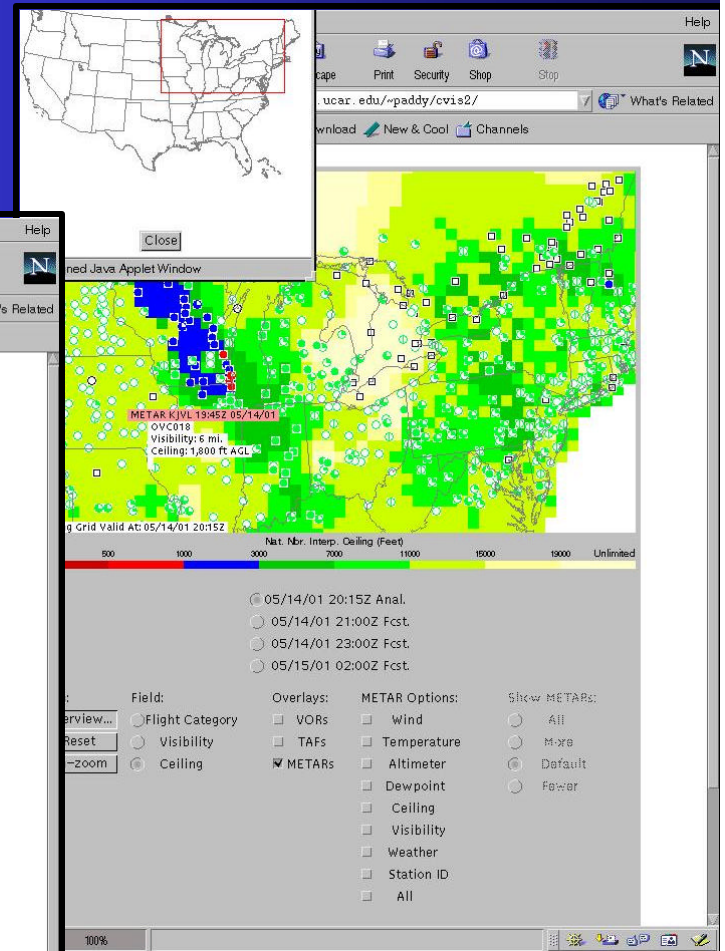 Close
ned Java Applet Window
Help
cape Print Security Shop Stop
N
.ucar.edu/~paddy/cvis2/ What's Related
wnload New & Cool Channels
Help
N
's Related
METAR KJVL 19:45Z 05/14/01
OVC018
Visibility: 6 mi.
Ceiling: 1,800 ft AGL
g Grid Valid At: 05/14/01 20:15Z
Nat. Nbr. Interp. Ceiling (Feet)
500 1000 3000 7000 11000 15000 19000 Unlimited
05/14/01 20:15Z Anal.
05/14/01 21:00Z Fcst.
05/14/01 23:00Z Fcst.
05/15/01 02:00Z Fcst.
: Field: Overlays: METAR Options: Show METARs:
erview... Flight Category VORs Wind All
Reset Visibility TAFs Temperature More
-zoom Ceiling METARs Altimeter Default
Dewpoint Fewer
Ceiling
Visibility
Weather
Station ID
All
100%